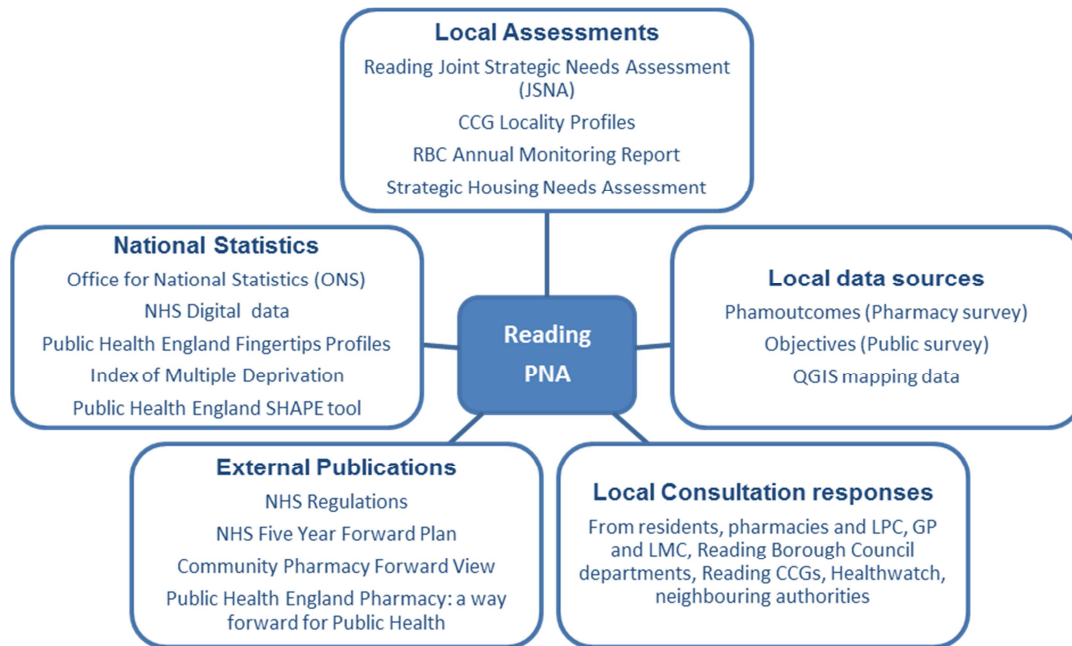 Local Assessments
Reading Joint Strategic Needs Assessment
(JSNA)
CCG Locality Profiles
RBC Annual Monitoring Report
Strategic Housing Needs Assessment
National Statistics
Office for National Statistics (ONS)
NHS Digital data
Public Health England Fingertips Profiles
Index of Multiple Deprivation
Public Health England SHAPE tool
Reading
PNA
Local data sources
Phamoutcomes (Pharmacy survey)
Objectives (Public survey)
QGIS mapping data
External Publications
NHS Regulations
NHS Five Year Forward Plan
Community Pharmacy Forward View
Public Health England Pharmacy: a way
forward for Public Health
Local Consultation responses
From residents, pharmacies and LPC, GP
and LMC, Reading Borough Council
departments, Reading CCGs, Healthwatch,
neighbouring authorities